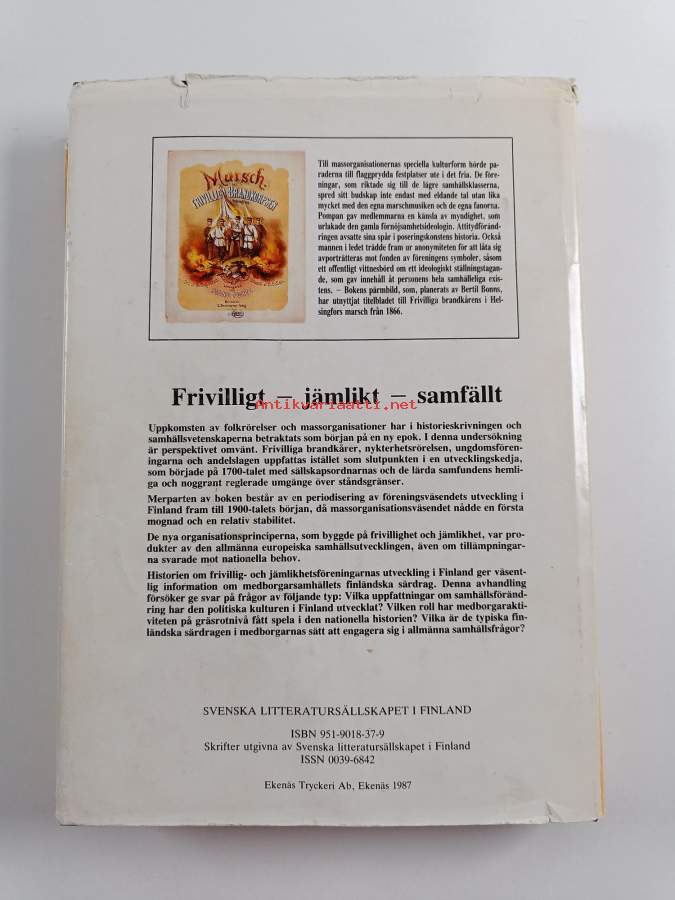 Marsch
FRIVILLIGA BRANDKÅREN
Till massorganisationernas speciella kulturform hörde pa-
raderna till flaggprydda festplatser ute i det fria. De före-
ningar, som riktade sig till de lägre samhällsklasserna,
spred sitt budskap inte endast med eldande tal utan lika
mycket med den egna marschmusiken och de egna fanorna.
Pompan gav medlemmarna en känsla av myndighet, som
urlakade den gamla förnöjsamhetsideologin. Attitydföränd-
ringen avsatte sina spår i poseringskonstens historia. Också
mannen i ledet trädde fram ur anonymiteten för att låta sig
avporträtteras mot fonden av föreningens symboler, såsom
ett offentligt vittnesbörd om ett ideologiskt ställningstagan-
de, som gav innehåll åt personens hela samhälleliga exi-
stens. – Bokens pärmbild, som, planerats av Bertil Bonns,
har utnyttjat titelbladet till Frivilliga brandkårens i Hel-
singfors marsch från 1866.
Frivilligt – jämlikt – samfällt
Antikvariaatti.net
Uppkomsten av folkrörelser och massorganisationer har i historieskrivningen och
samhällsvetenskaperna betraktats som början på en ny epok. I denna undersökning
är perspektivet omvänt. Frivilliga brandkårer, nykterhetsrörelsen, ungdomsfören-
ingarna och andelslagen uppfattas istället som slutpunkten i en utvecklingskedja,
som började på 1700-talet med sällskapsordnarnas och de lärda samfundens hemli-
ga och noggrant reglerade umgänge över ståndsgränser.
Merparten av boken består av en periodisering av föreningsväsendets utveckling i
Finland fram till 1900-talets början, då massorganisationsväsendet nådde en första
mognad och en relativ stabilitet.
De nya organisationsprinciperna, som byggde på frivillighet och jämlikhet, var pro-
dukter av den allmänna europeiska samhällsutvecklingen, även om tillämpningar-
na svarade mot nationella behov.
Historien om frivillig- och jämlikhetsföreningarnas utveckling i Finland ger väsent-
lig information om medborgarsamhällets finländska särdrag. Denna avhandling
försöker ge svar på frågor av följande typ: Vilka uppfattningar om samhällsföränd-
ring har den politiska kulturen i Finland utvecklat? Vilken roll har medborgarakti-
viteten på gräsrotnivå fått spela i den nationella historien? Vilka är de typiska fin-
ländska särdragen i medborgarnas sätt att engagera sig i allmänna samhällsfrågor?
SVENSKA LITTERATURSÄLLSKAPET I FINLAND
ISBN 951-9018-37-9
Skrifter utgivna av Svenska litteratursällskapet i Finland
ISSN 0039-6842
Ekenäs Tryckeri Ab, Ekenäs 1987